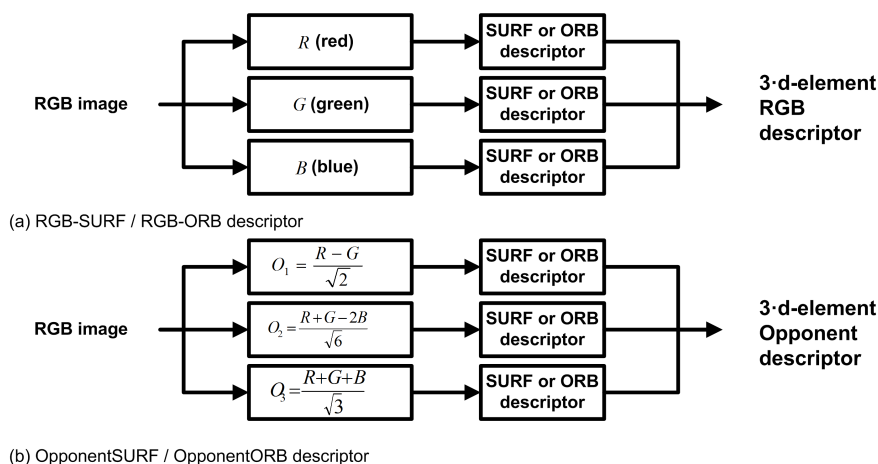 RGB image
R (red)
SURF or ORB
descriptor
G (green)
SURF or ORB
descriptor
B (blue)
SURF or ORB
descriptor
3·d-element
RGB
descriptor
(a) RGB-SURF / RGB-ORB descriptor
RGB image
O₁ = (R − G)/√2
SURF or ORB
descriptor
O₂ = (R+G−2B)/√6
SURF or ORB
descriptor
O₃ = (R+G+B)/√3
SURF or ORB
descriptor
3·d-element
Opponent
descriptor
(b) OpponentSURF / OpponentORB descriptor